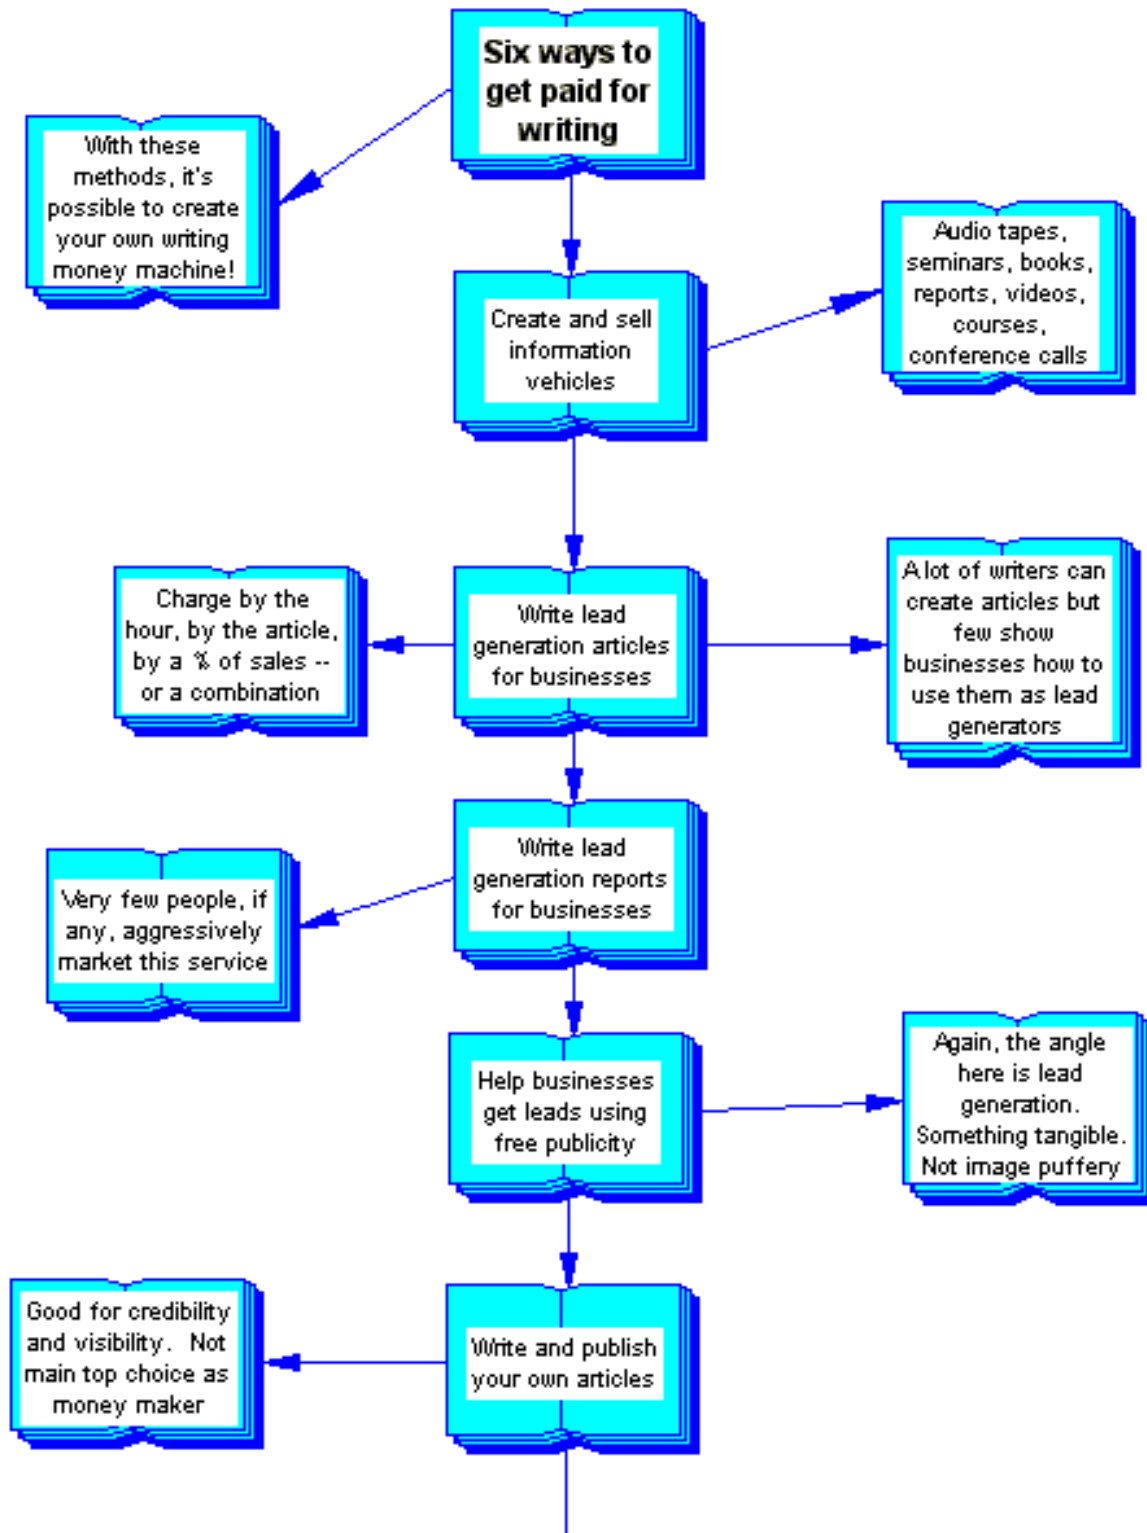 Six ways to
get paid for
writing
With these
methods, it's
possible to create
your own writing
money machine!
Create and sell
information
vehicles
Audio tapes,
seminars, books,
reports, videos,
courses,
conference calls
Charge by the
hour, by the article,
by a % of sales --
or a combination
Write lead
generation articles
for businesses
A lot of writers can
create articles but
few show
businesses how to
use them as lead
generators
Write lead
generation reports
for businesses
Very few people, if
any, aggressively
market this service
Help businesses
get leads using
free publicity
Again, the angle
here is lead
generation.
Something tangible.
Not image puffery
Good for credibility
and visibility.  Not
main top choice as
money maker
Write and publish
your own articles